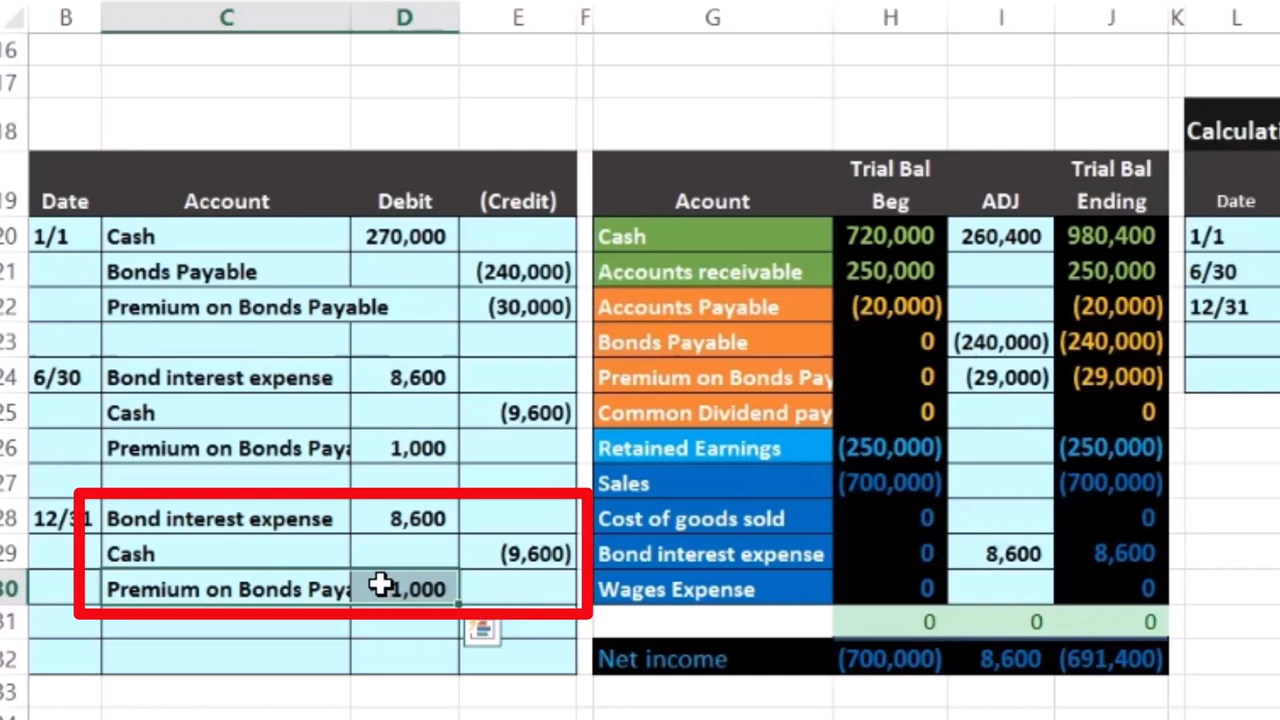 B C D E F G H I J K L
16
17
18 Calculati
Trial Bal Trial Bal
19 Date Account Debit (Credit) Acount Beg ADJ Ending Date
20 1/1 Cash 270,000 Cash 720,000 260,400 980,400 1/1
21 Bonds Payable (240,000) Accounts receivable 250,000 250,000 6/30
22 Premium on Bonds Payable (30,000) Accounts Payable (20,000) (20,000) 12/31
23 Bonds Payable 0 (240,000) (240,000)
24 6/30 Bond interest expense 8,600 Premium on Bonds Pay 0 (29,000) (29,000)
25 Cash (9,600) Common Dividend pay 0 0
26 Premium on Bonds Paya 1,000 Retained Earnings (250,000) (250,000)
27 Sales (700,000) (700,000)
28 12/31 Bond interest expense 8,600 Cost of goods sold 0 0
29 Cash (9,600) Bond interest expense 0 8,600 8,600
30 Premium on Bonds Paya 1,000 Wages Expense 0 0
31 0 0 0
32 Net income (700,000) 8,600 (691,400)
33